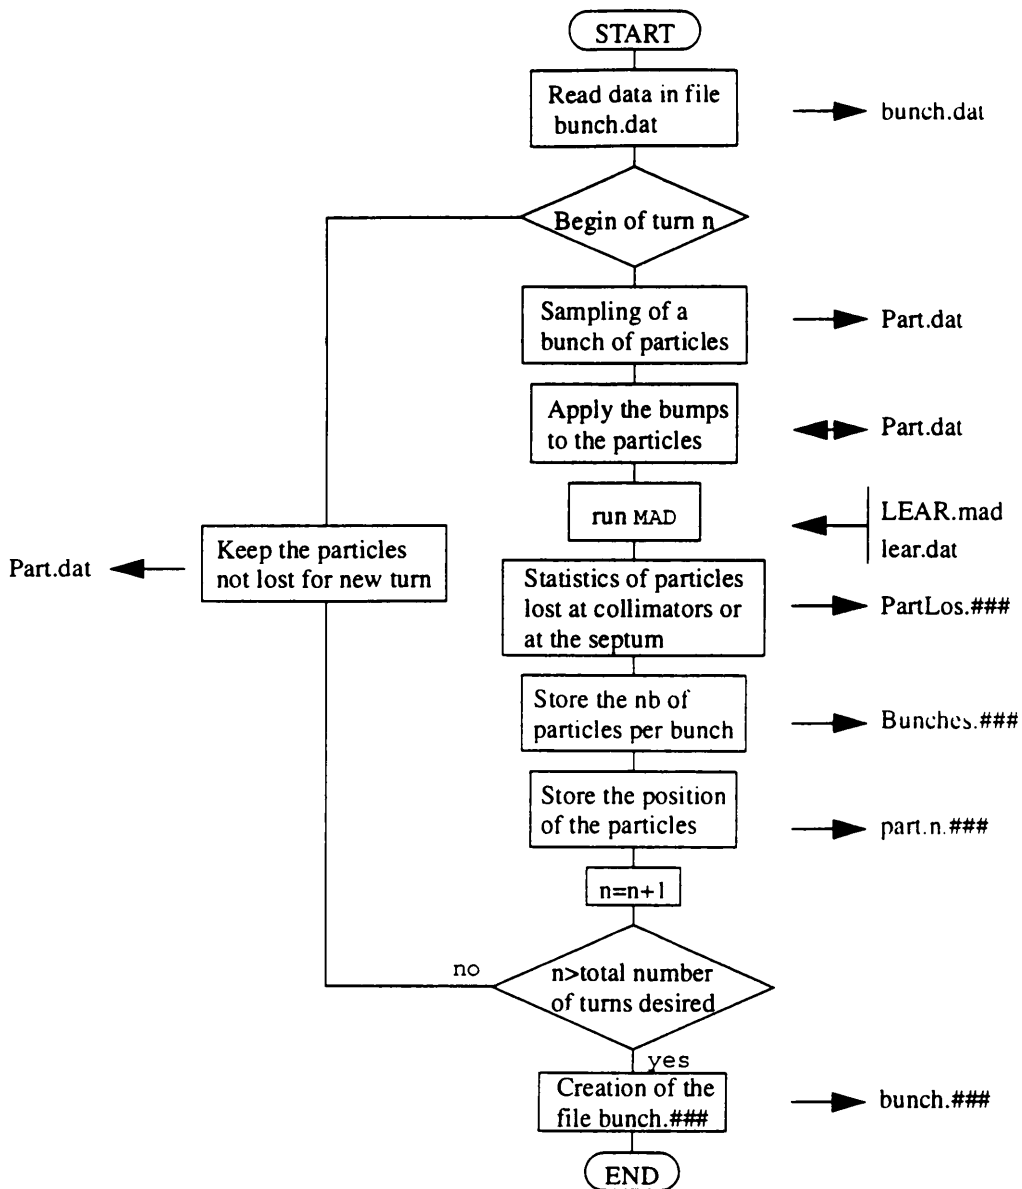 START
Read data in file
bunch.dat
bunch.dat
Begin of turn n
Sampling of a
bunch of particles
Part.dat
Apply the bumps
to the particles
Part.dat
run MAD
LEAR.mad
lear.dat
Keep the particles
not lost for new turn
Part.dat
Statistics of particles
lost at collimators or
at the septum
PartLos.###
Store the nb of
particles per bunch
Bunches.###
Store the position
of the particles
part.n.###
n=n+1
no
n>total number
of turns desired
yes
Creation of the
file bunch.###
bunch.###
END